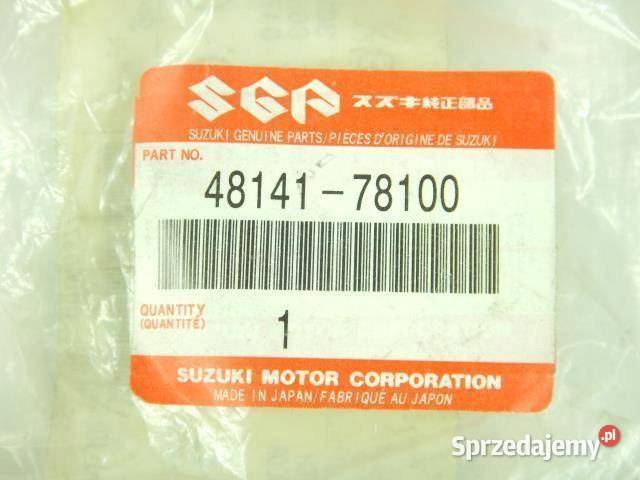 SGP スズキ純正部品
SUZUKI GENUINE PARTS/PIÈCES D'ORIGINE DE SUZUKI
PART NO.
48141-78100
QUANTITY
(QUANTITÉ)
1
SUZUKI MOTOR CORPORATION
MADE IN JAPAN/FABRIQUÉ AU JAPON
Sprzedajemy.pl